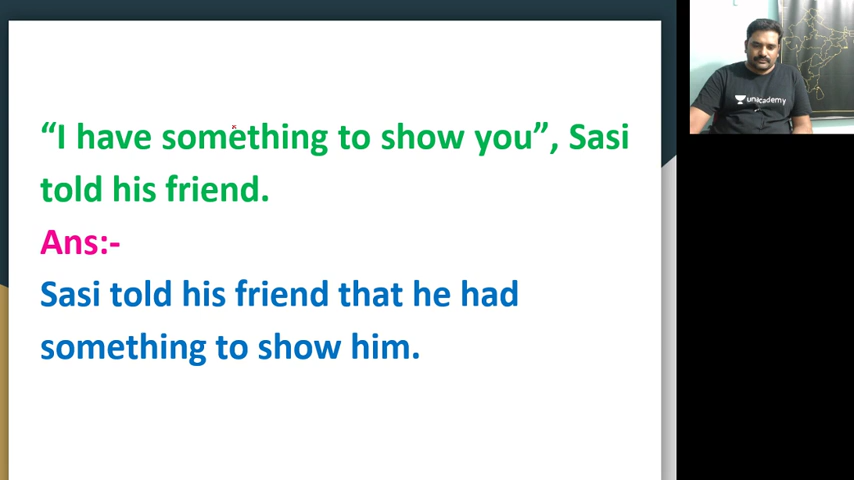 “I have something to show you”, Sasi
told his friend.
Ans:-
Sasi told his friend that he had
something to show him.
unacademy